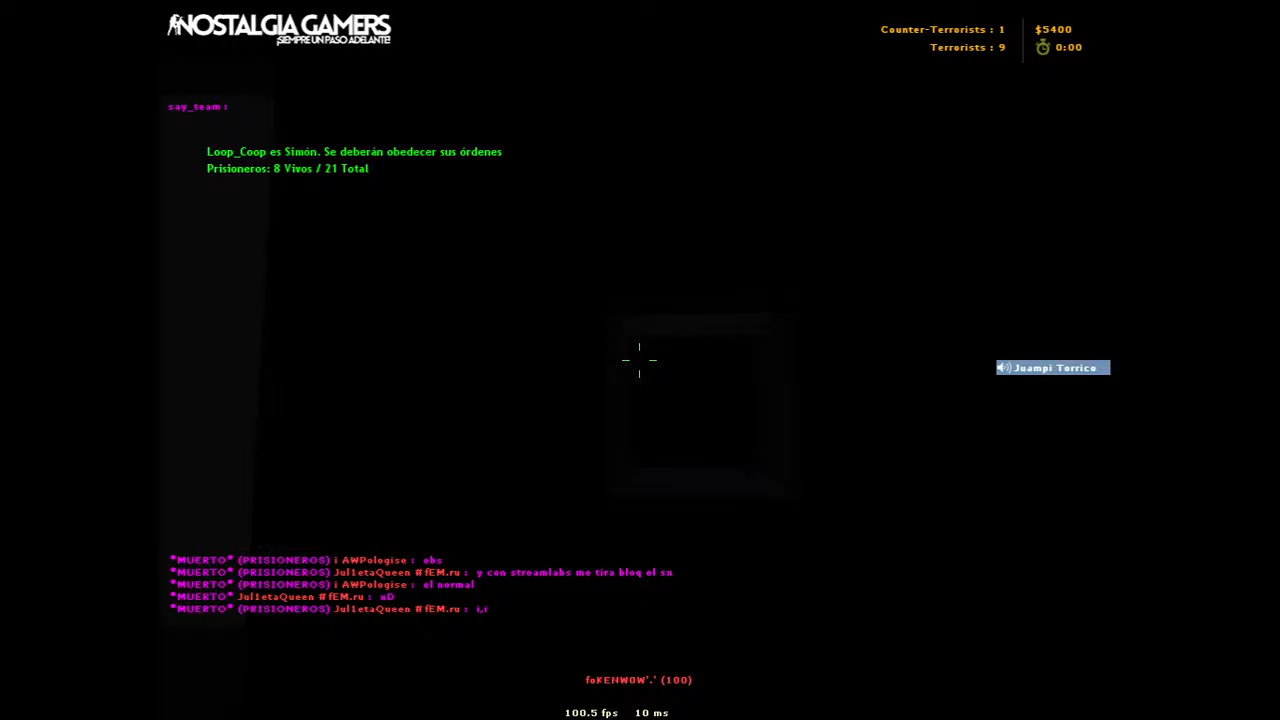 NOSTALGIA GAMERS
¡SIEMPRE UN PASO ADELANTE!
Counter-Terrorists : 1
$5400
Terrorists : 9
0:00
say_team :
Loop_Coop es Simón. Se deberán obedecer sus órdenes
Prisioneros: 8 Vivos / 21 Total
Juampi Torrico
*MUERTO* (PRISIONEROS) i AWPologise : obs
*MUERTO* (PRISIONEROS) Jul1etaQueen #fEM.ru : y con streamlabs me tira bloq el sx
*MUERTO* (PRISIONEROS) i AWPologise : el normal
*MUERTO* Jul1etaQueen #fEM.ru : xD
*MUERTO* (PRISIONEROS) Jul1etaQueen #fEM.ru : i,i
foKENWOW'.' (100)
100.5 fps 10 ms